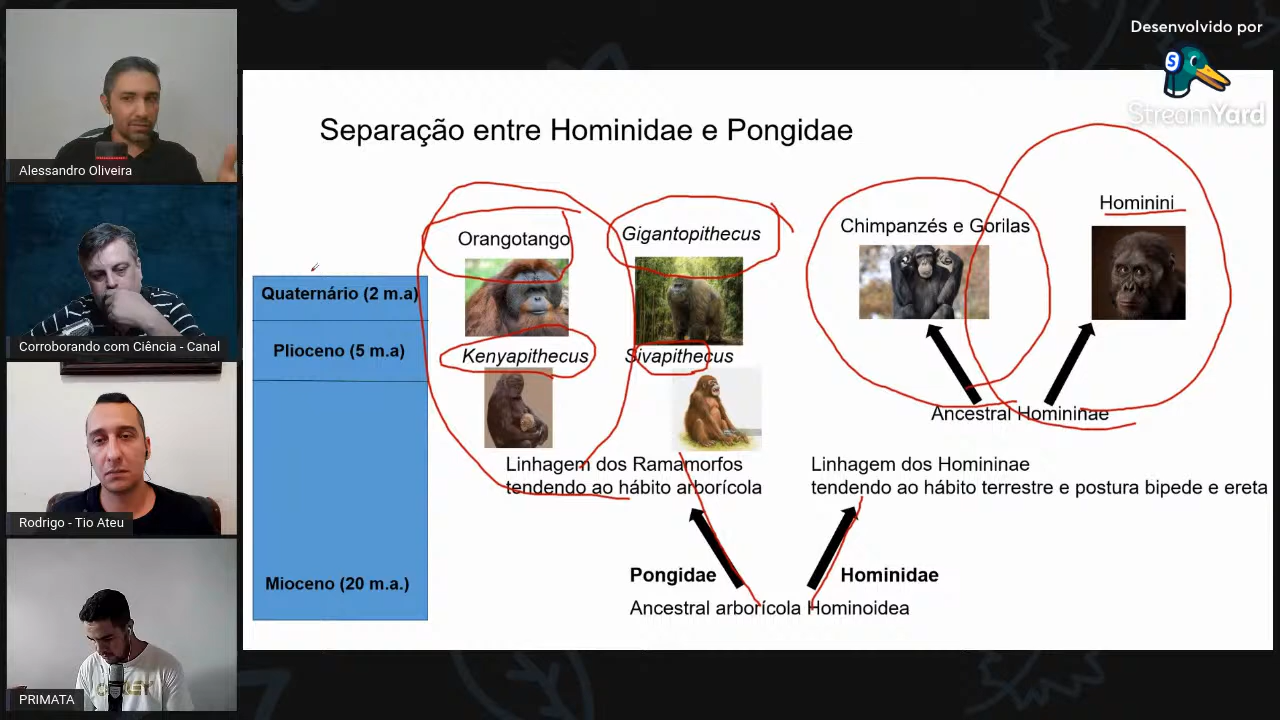 Desenvolvido por
S
StreamYard
Alessandro Oliveira
Corroborando com Ciência - Canal
Rodrigo - Tio Ateu
PRIMATA
Separação entre Hominidae e Pongidae
Quaternário (2 m.a)
Plioceno (5 m.a)
Mioceno (20 m.a.)
Orangotango
Gigantopithecus
Kenyapithecus
Sivapithecus
Linhagem dos Ramamorfos
tendendo ao hábito arborícola
Chimpanzés e Gorilas
Hominini
Ancestral Homininae
Linhagem dos Homininae
tendendo ao hábito terrestre e postura bipede e ereta
Pongidae
Hominidae
Ancestral arborícola Hominoidea